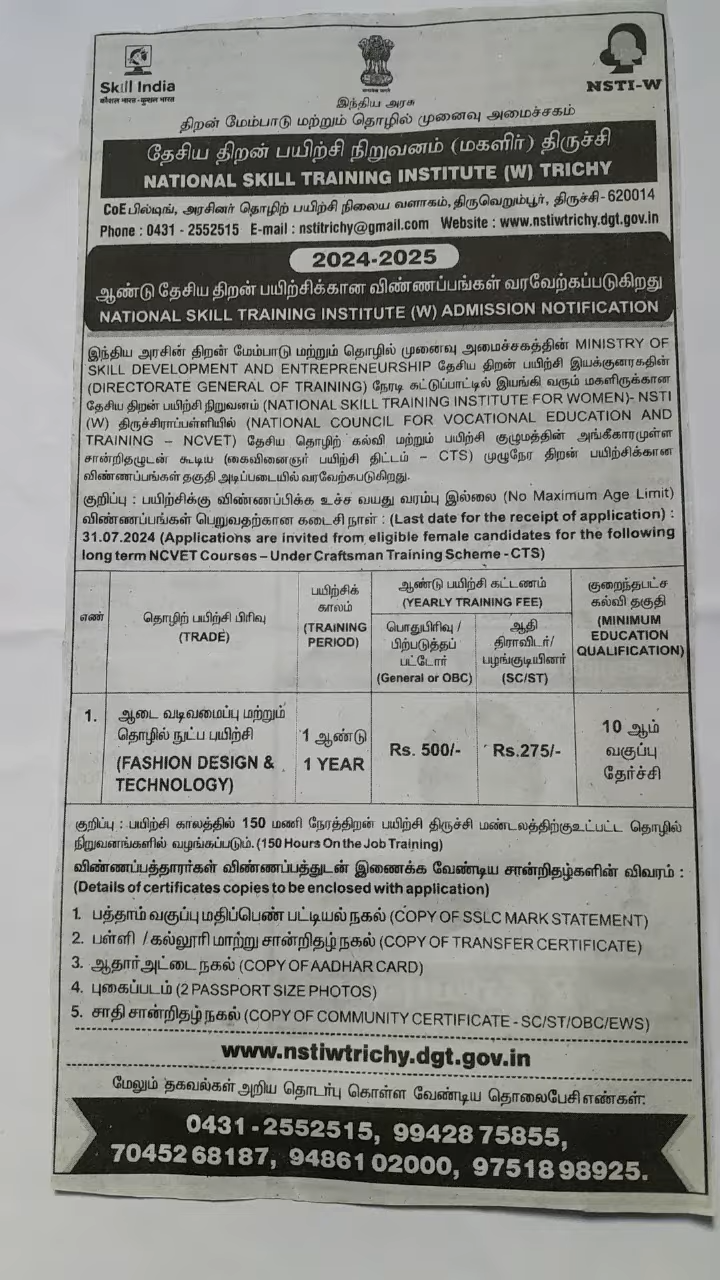 Skill India
कौशल भारत - कुशल भारत
NSTI-W
இந்திய அரசு
திறன் மேம்பாடு மற்றும் தொழில் முனைவு அமைச்சகம்
தேசிய திறன் பயிற்சி நிறுவனம் (மகளிர்) திருச்சி
NATIONAL SKILL TRAINING INSTITUTE (W) TRICHY
CoE பில்டிங், அரசினர் தொழிற் பயிற்சி நிலைய வளாகம், திருவெறும்பூர், திருச்சி - 620014
Phone : 0431 - 2552515 E-mail : nstitrichy@gmail.com Website : www.nstiwtrichy.dgt.gov.in
2024-2025
ஆண்டு தேசிய திறன் பயிற்சிக்கான விண்ணப்பங்கள் வரவேற்கப்படுகிறது
NATIONAL SKILL TRAINING INSTITUTE (W) ADMISSION NOTIFICATION
இந்திய அரசின் திறன் மேம்பாடு மற்றும் தொழில் முனைவு அமைச்சகத்தின் MINISTRY OF
SKILL DEVELOPMENT AND ENTREPRENEURSHIP தேசிய திறன் பயிற்சி இயக்குனரகதின்
(DIRECTORATE GENERAL OF TRAINING) நேரடி கட்டுப்பாட்டில் இயங்கி வரும் மகளிருக்கான
தேசிய திறன் பயிற்சி நிறுவனம் (NATIONAL SKILL TRAINING INSTITUTE FOR WOMEN)- NSTI
(W) திருச்சிராப்பள்ளியில் (NATIONAL COUNCIL FOR VOCATIONAL EDUCATION AND
TRAINING – NCVET) தேசிய தொழிற் கல்வி மற்றும் பயிற்சி குழுமத்தின் அங்கீகாரமுள்ள
சான்றிதழுடன் கூடிய (கைவினைஞர் பயிற்சி திட்டம் – CTS) முழுநேர திறன் பயிற்சிக்கான
விண்ணப்பங்கள் தகுதி அடிப்படையில் வரவேற்கபடுகிறது.
குறிப்பு : பயிற்சிக்கு விண்ணப்பிக்க உச்ச வயது வரம்பு இல்லை (No Maximum Age Limit)
விண்ணப்பங்கள் பெறுவதற்கான கடைசி நாள் : (Last date for the receipt of application) :
31.07.2024 (Applications are invited from eligible female candidates for the following
long term NCVET Courses – Under Craftsman Training Scheme - CTS)
எண்
தொழிற் பயிற்சி பிரிவு
(TRADE)
பயிற்சிக்
காலம்
(TRAINING
PERIOD)
ஆண்டு பயிற்சி கட்டணம்
(YEARLY TRAINING FEE)
பொதுபிரிவு /
பிற்படுத்தப்
பட்டோர்
(General or OBC)
ஆதி
திராவிடர்/
பழங்குடியினர்
(SC/ST)
குறைந்தபட்ச
கல்வி தகுதி
(MINIMUM
EDUCATION
QUALIFICATION)
1.
ஆடை வடிவமைப்பு மற்றும்
தொழில் நுட்ப பயிற்சி
(FASHION DESIGN &
TECHNOLOGY)
1 ஆண்டு
1 YEAR
Rs. 500/-
Rs.275/-
10 ஆம்
வகுப்பு
தேர்ச்சி
குறிப்பு : பயிற்சி காலத்தில் 150 மணி நேரத்திறன் பயிற்சி திருச்சி மண்டலத்திற்குஉட்பட்ட தொழில்
நிறுவனங்களில் வழங்கப்படும். (150 Hours On the Job Training)
விண்ணப்பத்தாரர்கள் விண்ணப்பத்துடன் இணைக்க வேண்டிய சான்றிதழ்களின் விவரம் :
(Details of certificates copies to be enclosed with application)
1. பத்தாம் வகுப்பு மதிப்பெண் பட்டியல் நகல் (COPY OF SSLC MARK STATEMENT)
2. பள்ளி / கல்லூரி மாற்று சான்றிதழ் நகல் (COPY OF TRANSFER CERTIFICATE)
3. ஆதார் அட்டை நகல் (COPY OF AADHAR CARD)
4. புகைப்படம் (2 PASSPORT SIZE PHOTOS)
5. சாதி சான்றிதழ் நகல் (COPY OF COMMUNITY CERTIFICATE - SC/ST/OBC/EWS)
www.nstiwtrichy.dgt.gov.in
மேலும் தகவல்கள் அறிய தொடர்பு கொள்ள வேண்டிய தொலைபேசி எண்கள்:
0431 - 2552515, 99428 75855,
70452 68187, 94861 02000, 97518 98925.